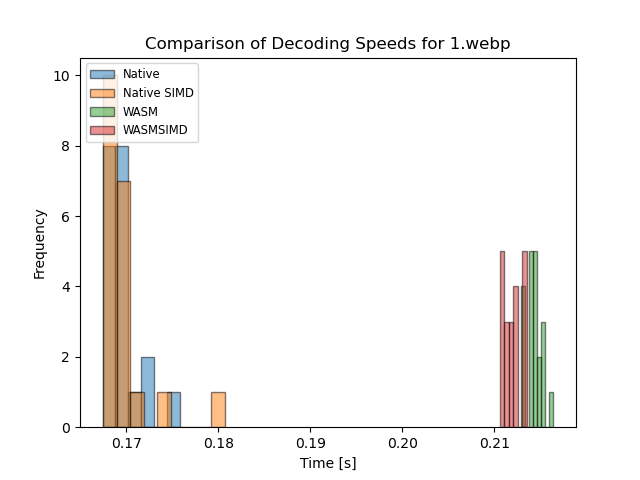 Comparison of Decoding Speeds for 1.webp
Native
Native SIMD
WASM
WASMSIMD
10
8
6
4
2
0
Frequency
0.17
0.18
0.19
0.20
0.21
Time [s]